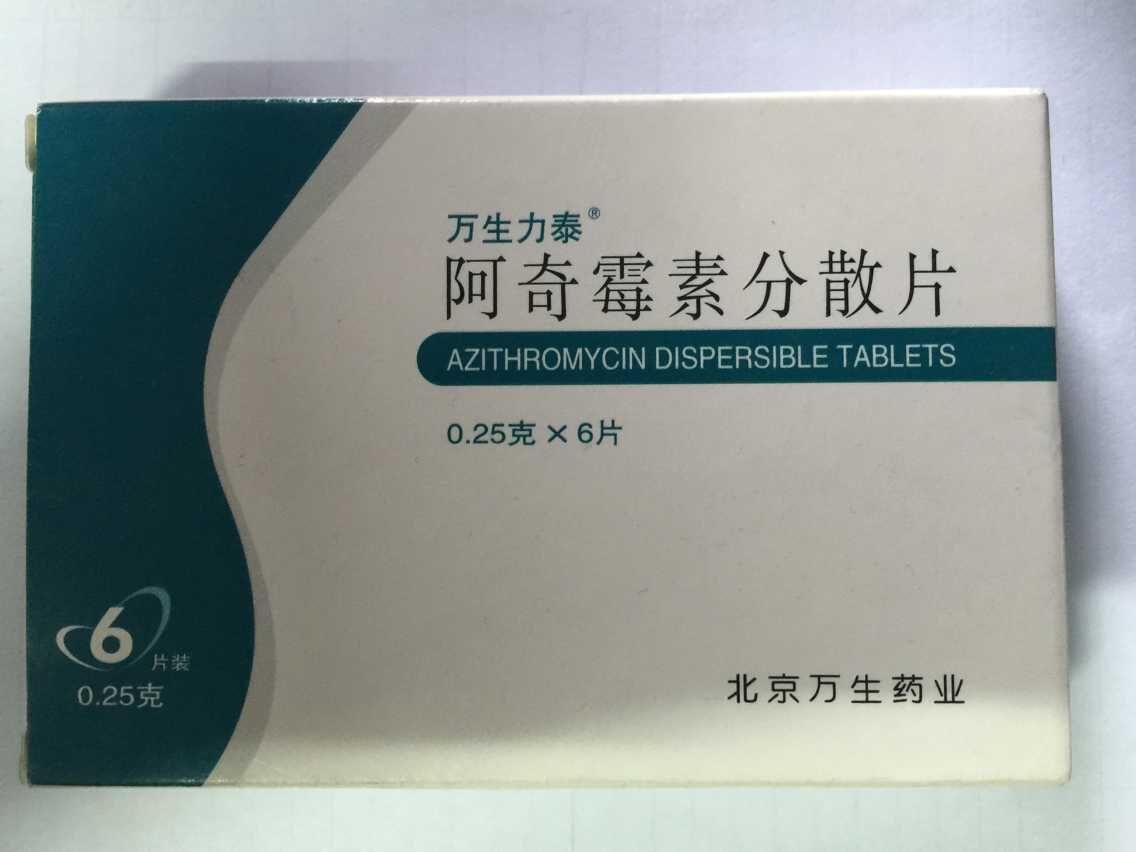 万生力泰®
阿奇霉素分散片
AZITHROMYCIN DISPERSIBLE TABLETS
0.25克 × 6片
6片装
0.25克
北京万生药业